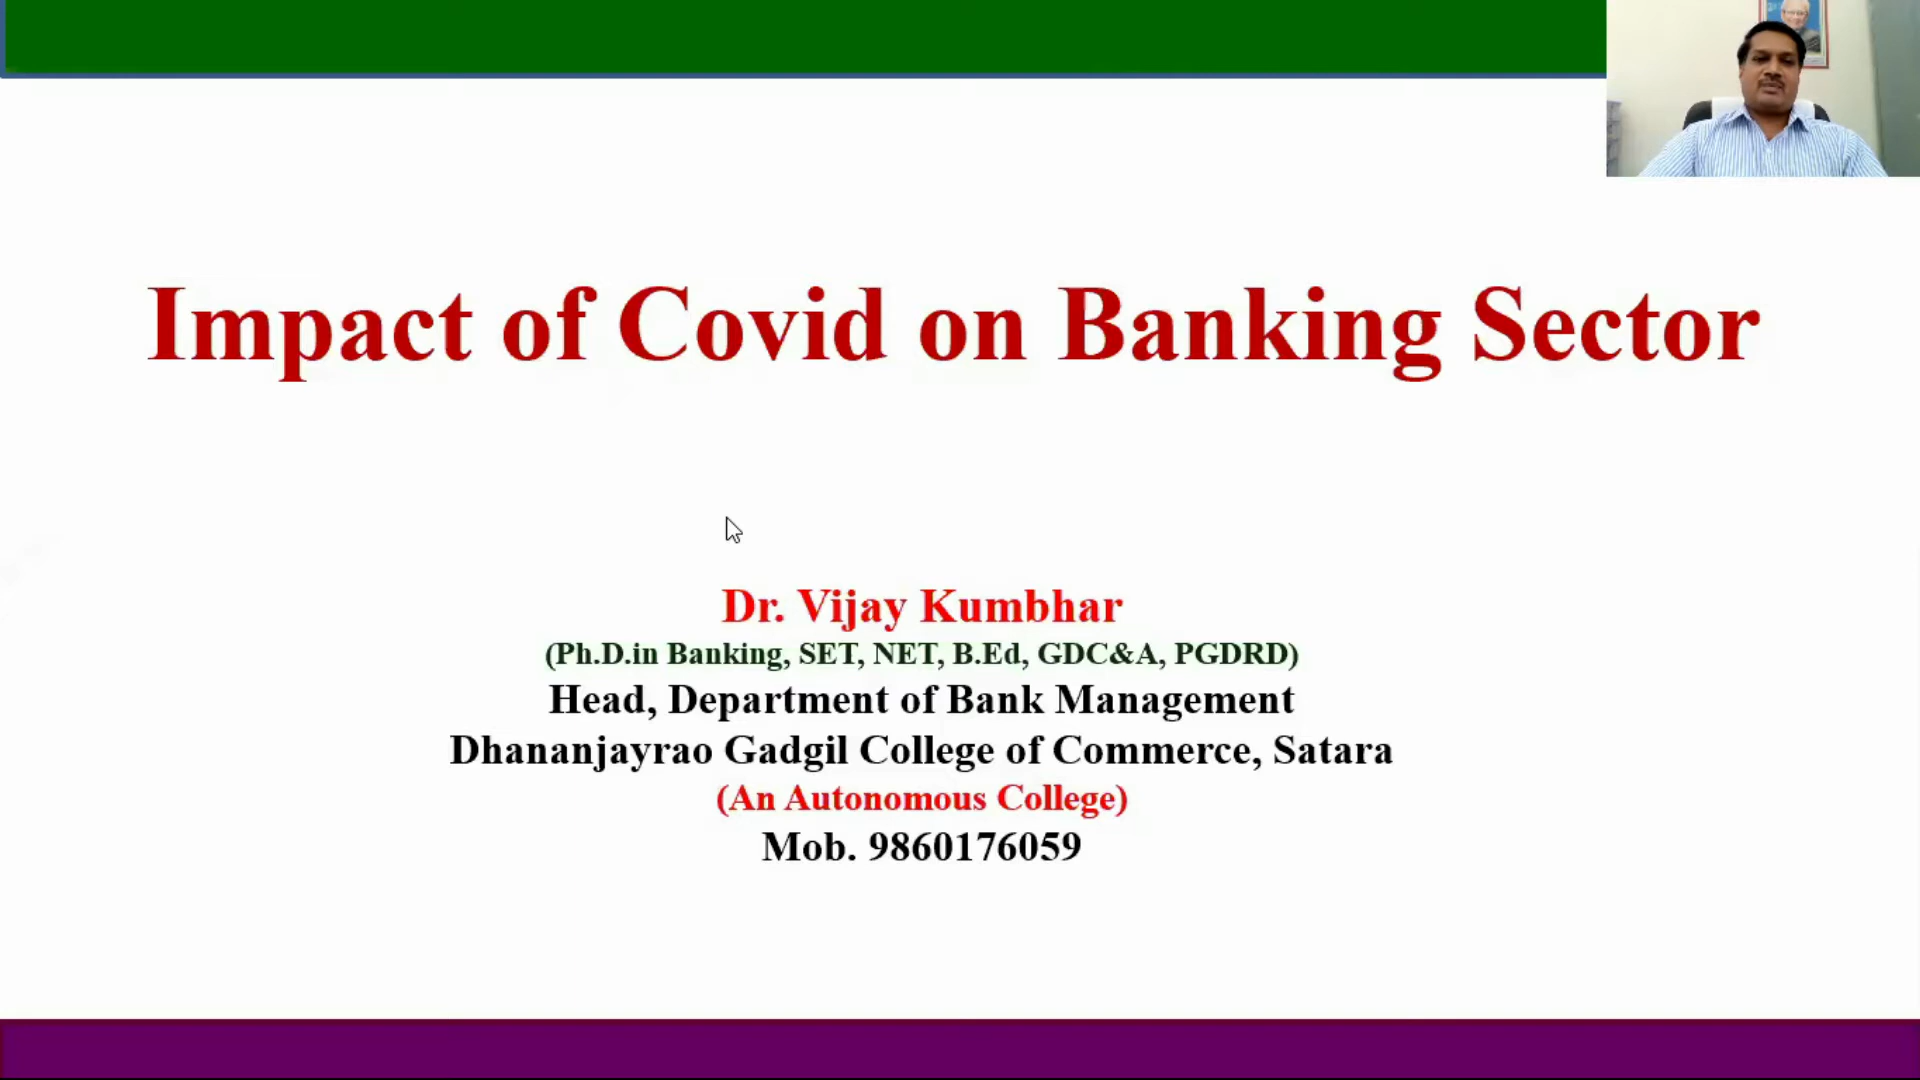 Impact of Covid on Banking Sector
Dr. Vijay Kumbhar
(Ph.D.in Banking, SET, NET, B.Ed, GDC&A, PGDRD)
Head, Department of Bank Management
Dhananjayrao Gadgil College of Commerce, Satara
(An Autonomous College)
Mob. 9860176059